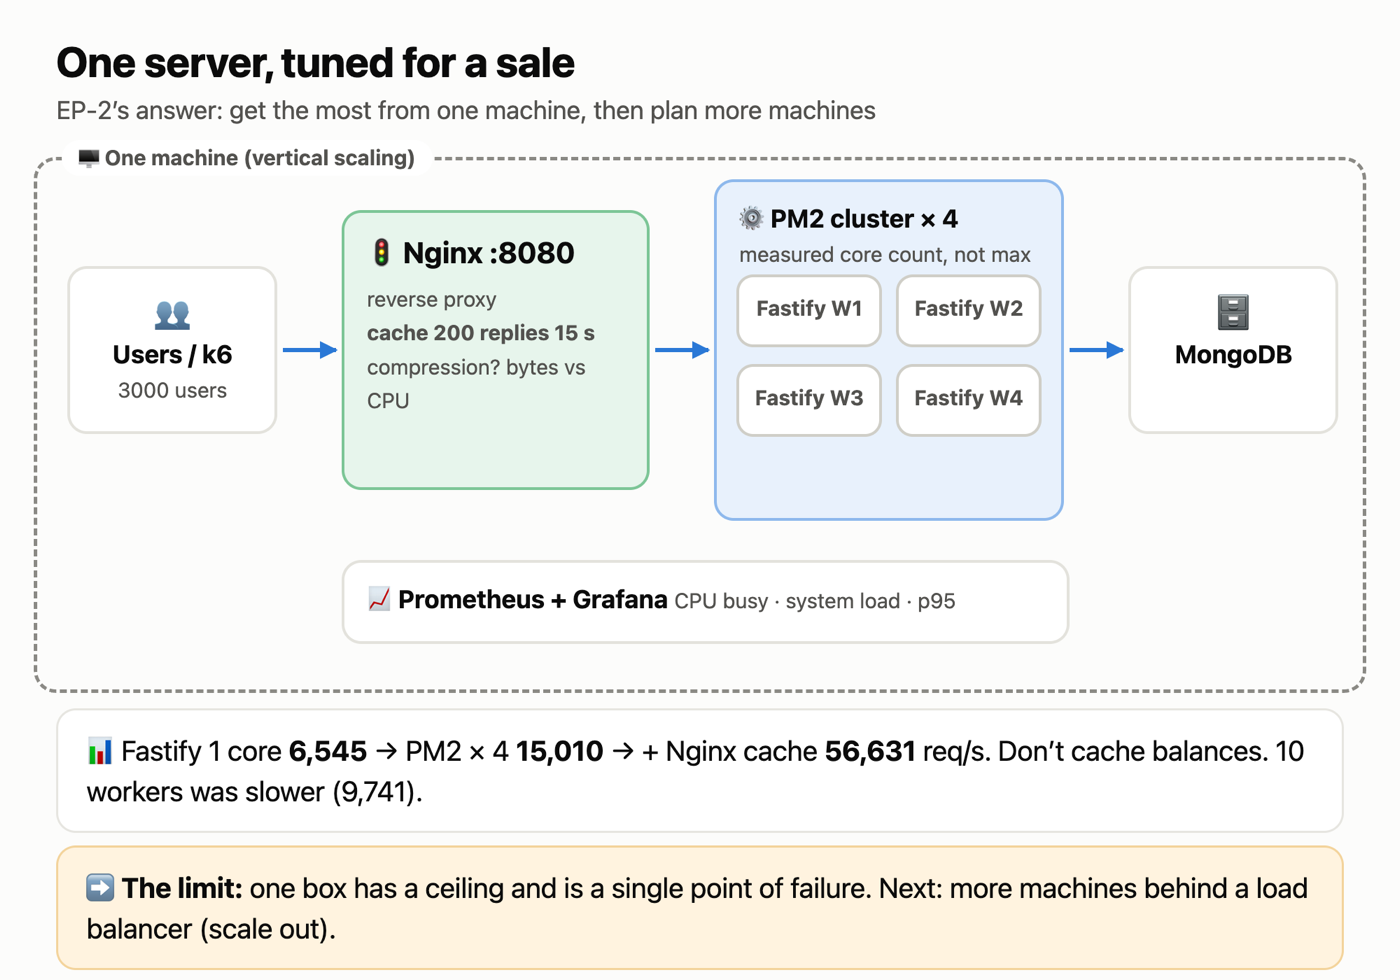 One server, tuned for a sale
EP-2’s answer: get the most from one machine, then plan more machines
One machine (vertical scaling)
Users / k6
3000 users
Nginx :8080
reverse proxy
cache 200 replies 15 s
compression? bytes vs
CPU
PM2 cluster × 4
measured core count, not max
Fastify W1
Fastify W2
Fastify W3
Fastify W4
MongoDB
Prometheus + Grafana CPU busy · system load · p95
Fastify 1 core 6,545 → PM2 × 4 15,010 → + Nginx cache 56,631 req/s. Don’t cache balances. 10
workers was slower (9,741).
The limit: one box has a ceiling and is a single point of failure. Next: more machines behind a load
balancer (scale out).